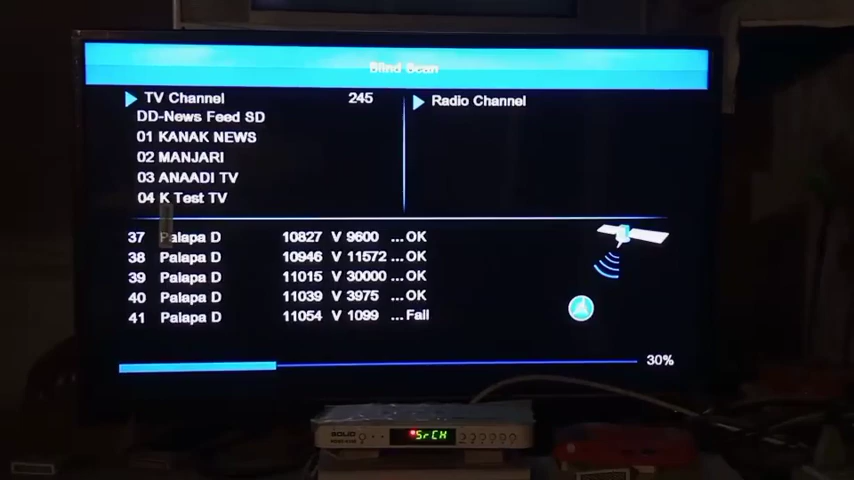 Blind Scan
TV Channel 245
DD-News Feed SD
01 KANAK NEWS
02 MANJARI
03 ANAADI TV
04 K Test TV
Radio Channel
37 Palapa D 10827 V 9600 ...OK
38 Palapa D 10946 V 11572 ...OK
39 Palapa D 11015 V 30000 ...OK
40 Palapa D 11039 V 3975 ...OK
41 Palapa D 11054 V 1099 ...Fail
30%
SOLID
SrCH